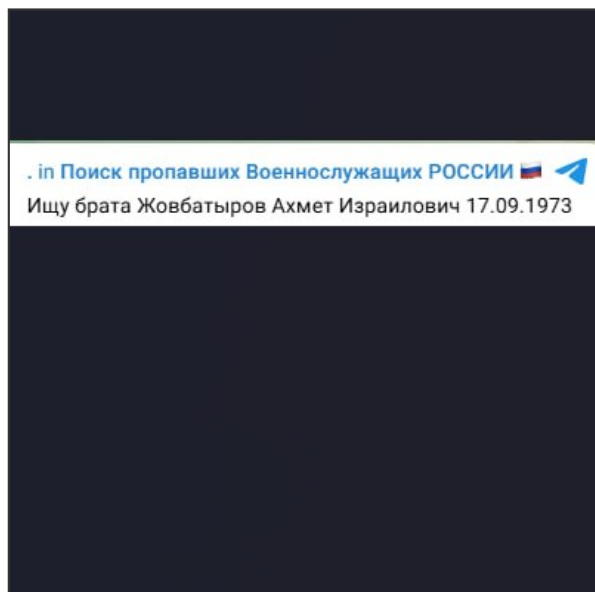 . in Поиск пропавших Военнослужащих РОССИИ 🇷🇺
Ищу брата Жовбатыров Ахмет Израилович 17.09.1973